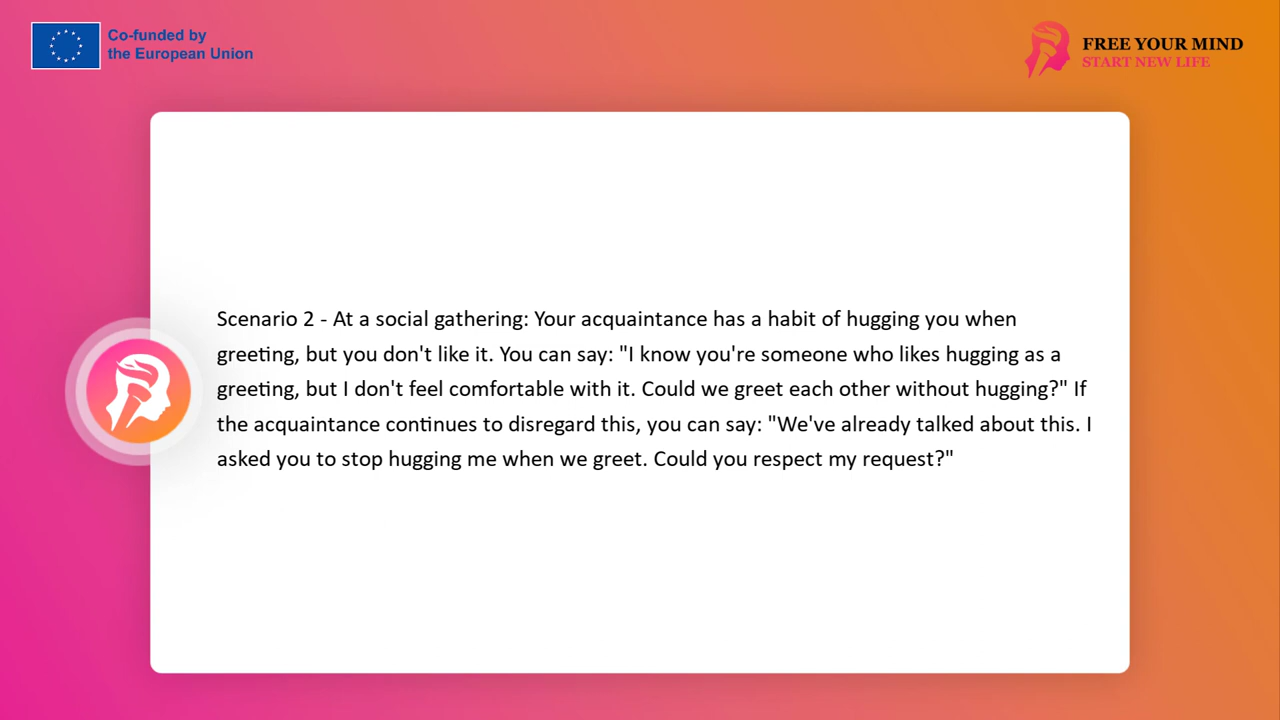 Co-funded by
the European Union
FREE YOUR MIND
START NEW LIFE
Scenario 2 - At a social gathering: Your acquaintance has a habit of hugging you when
greeting, but you don't like it. You can say: "I know you're someone who likes hugging as a
greeting, but I don't feel comfortable with it. Could we greet each other without hugging?" If
the acquaintance continues to disregard this, you can say: "We've already talked about this. I
asked you to stop hugging me when we greet. Could you respect my request?"